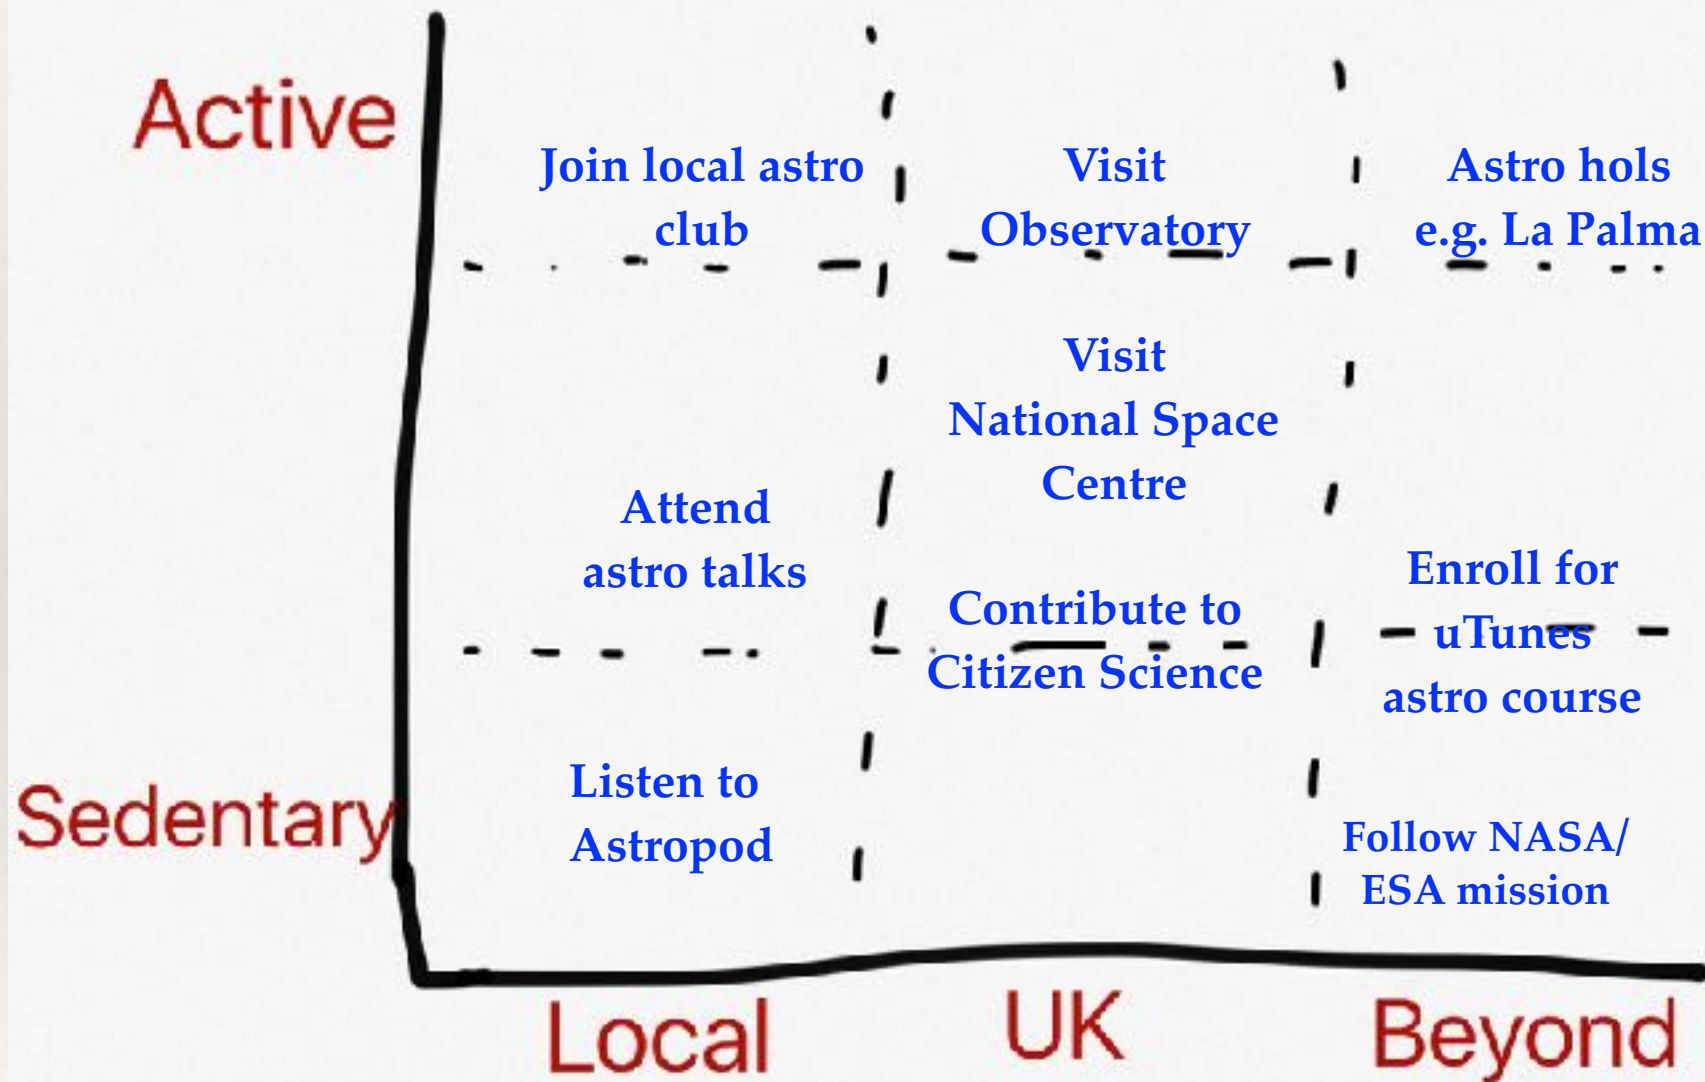 Active
Join local astro
club
Visit
Observatory
Astro hols
e.g. La Palma
Visit
National Space
Centre
Attend
astro talks
Contribute to
Citizen Science
Enroll for
uTunes
astro course
Sedentary
Listen to
Astropod
Follow NASA/
ESA mission
Local
UK
Beyond